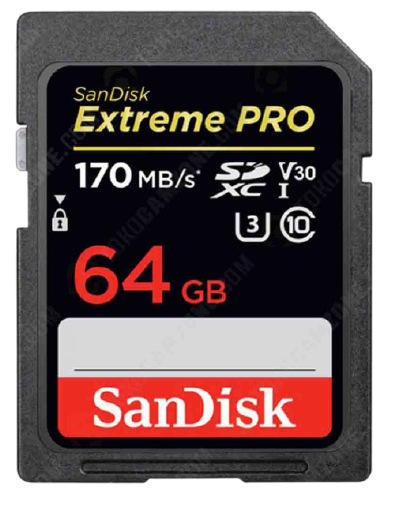 SanDisk
Extreme PRO
170 MB/s*
SD XC
V30
I
3
10
64 GB
SanDisk